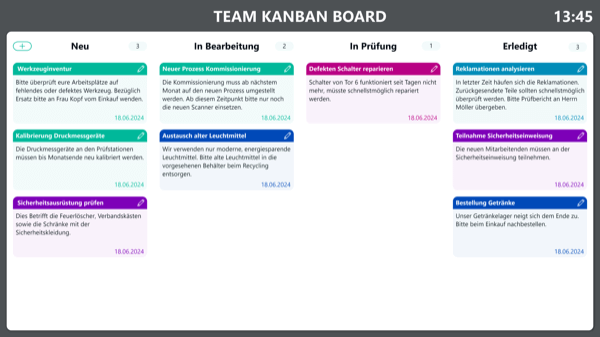 TEAM KANBAN BOARD
13:45
Neu
3
Werkzeuginventur
Bitte überprüft eure Arbeitsplätze auf
fehlendes oder defektes Werkzeug. Bezüglich
Ersatz bitte an Frau Kopf vom Einkauf wenden.
18.06.2024
Kalibrierung Druckmessgeräte
Die Druckmessgeräte an den Prüfstationen
müssen bis Monatsende neu kalibriert werden.
18.06.2024
Sicherheitsausrüstung prüfen
Dies Betrifft die Feuerlöscher, Verbandskästen
sowie die Schränke mit der
Sicherheitskleidung.
18.06.2024
In Bearbeitung
2
Neuer Prozess Kommissionierung
Die Kommissionierung muss ab nächstem
Monat auf den neuen Prozess umgestellt
werden. Ab diesem Zeitpunkt bitte nur noch
die neuen Scanner einsetzen.
18.06.2024
Austausch alter Leuchtmittel
Wir verwenden nur moderne, energiesparende
Leuchtmittel. Bitte alte Leuchtmittel in die
vorgesehenen Behälter beim Recycling
entsorgen.
18.06.2024
In Prüfung
1
Defekten Schalter reparieren
Schalter von Tor 6 funktioniert seit Tagen nicht
mehr, müsste schnellstmöglich repariert
werden.
18.06.2024
Erledigt
3
Reklamationen analysieren
In letzter Zeit häufen sich die Reklamationen.
Zurückgesendete Teile sollten schnellstmöglich
überprüft werden. Bitte Prüfbericht an Herrn
Möller übergeben.
18.06.2024
Teilnahme Sicherheitseinweisung
Die neuen Mitarbeitenden müssen an der
Sicherheitseinweisung teilnehmen.
18.06.2024
Bestellung Getränke
Unser Getränkelager neigt sich dem Ende zu.
Bitte beim Einkauf nachbestellen.
18.06.2024